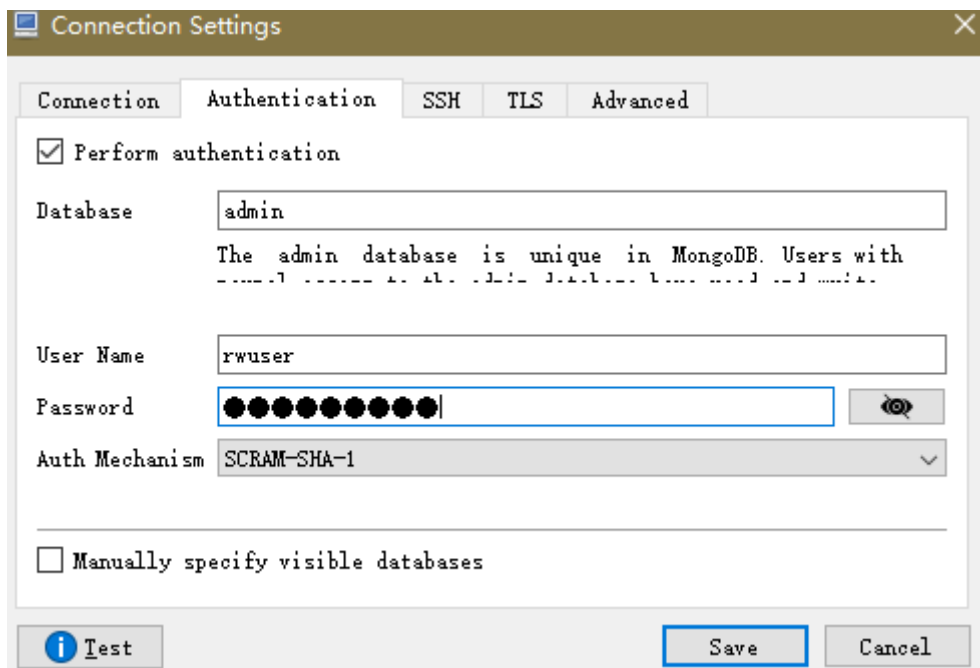 Connection Settings
Connection Authentication SSH TLS Advanced
Perform authentication
Database admin
The admin database is unique in MongoDB. Users with
User Name rwuser
Password
Auth Mechanism SCRAM-SHA-1
Manually specify visible databases
Test Save Cancel